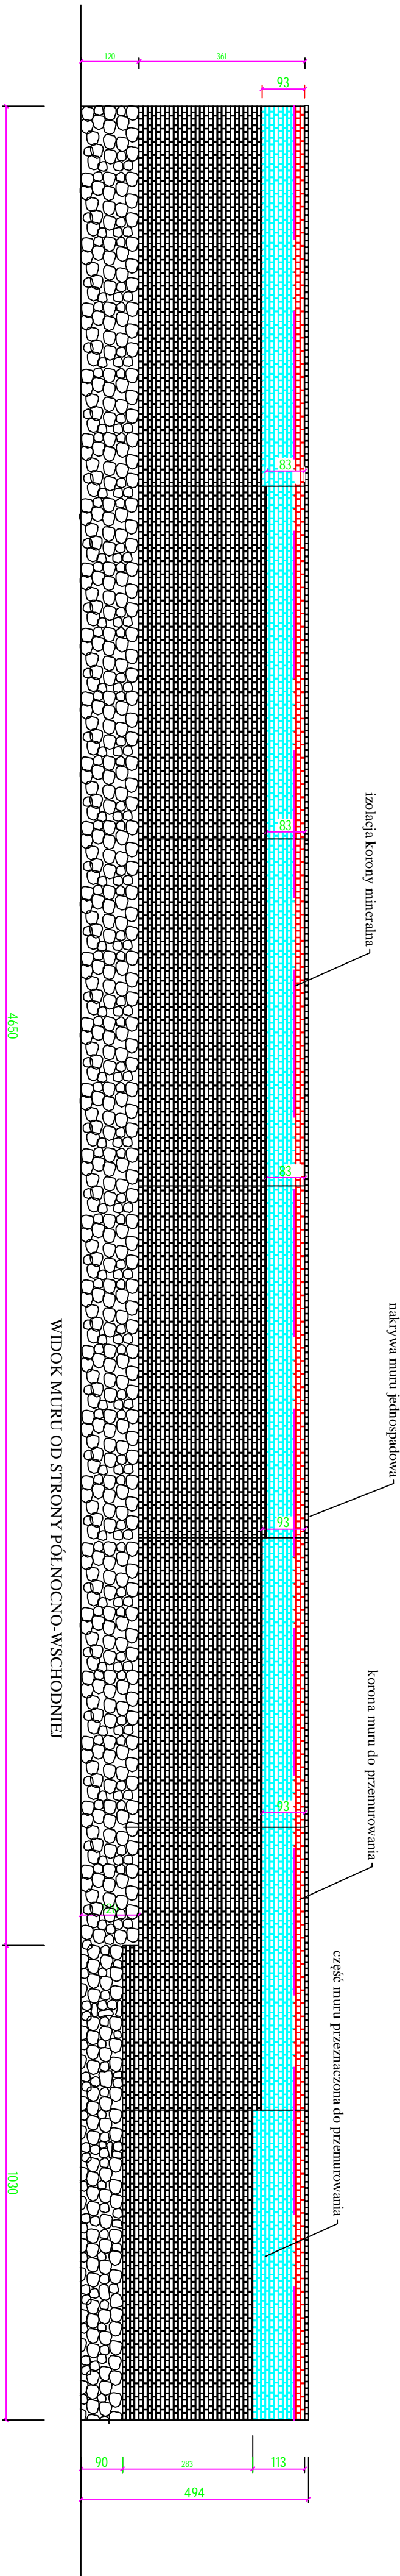 120
361
93
83
83
83
93
93
izolacja korony mineralna
nakrywa muru jednospadowa
korona muru do przemurowania
część muru przeznaczona do przemurowania
4650
1030
WIDOK MURU OD STRONY PÓŁNOCNO-WSCHODNIEJ
90
283
113
494